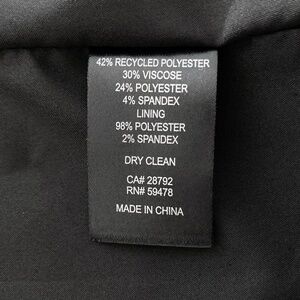 42% RECYCLED POLYESTER
30% VISCOSE
24% POLYESTER
4% SPANDEX
LINING
98% POLYESTER
2% SPANDEX
DRY CLEAN
CA# 28792
RN# 59478
MADE IN CHINA